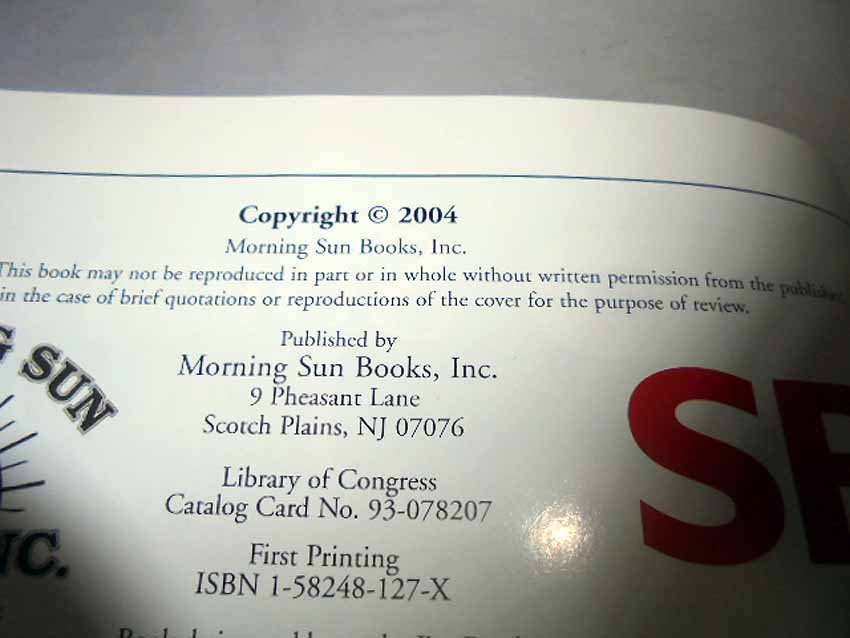 Copyright © 2004
Morning Sun Books, Inc.
This book may not be reproduced in part or in whole without written permission from the
in the case of brief quotations or reproductions of the cover for the purpose of review.
Published by
Morning Sun Books, Inc.
9 Pheasant Lane
Scotch Plains, NJ 07076
Library of Congress
Catalog Card No. 93-078207
First Printing
ISBN 1-58248-127-X
G SUN
NC.
SP